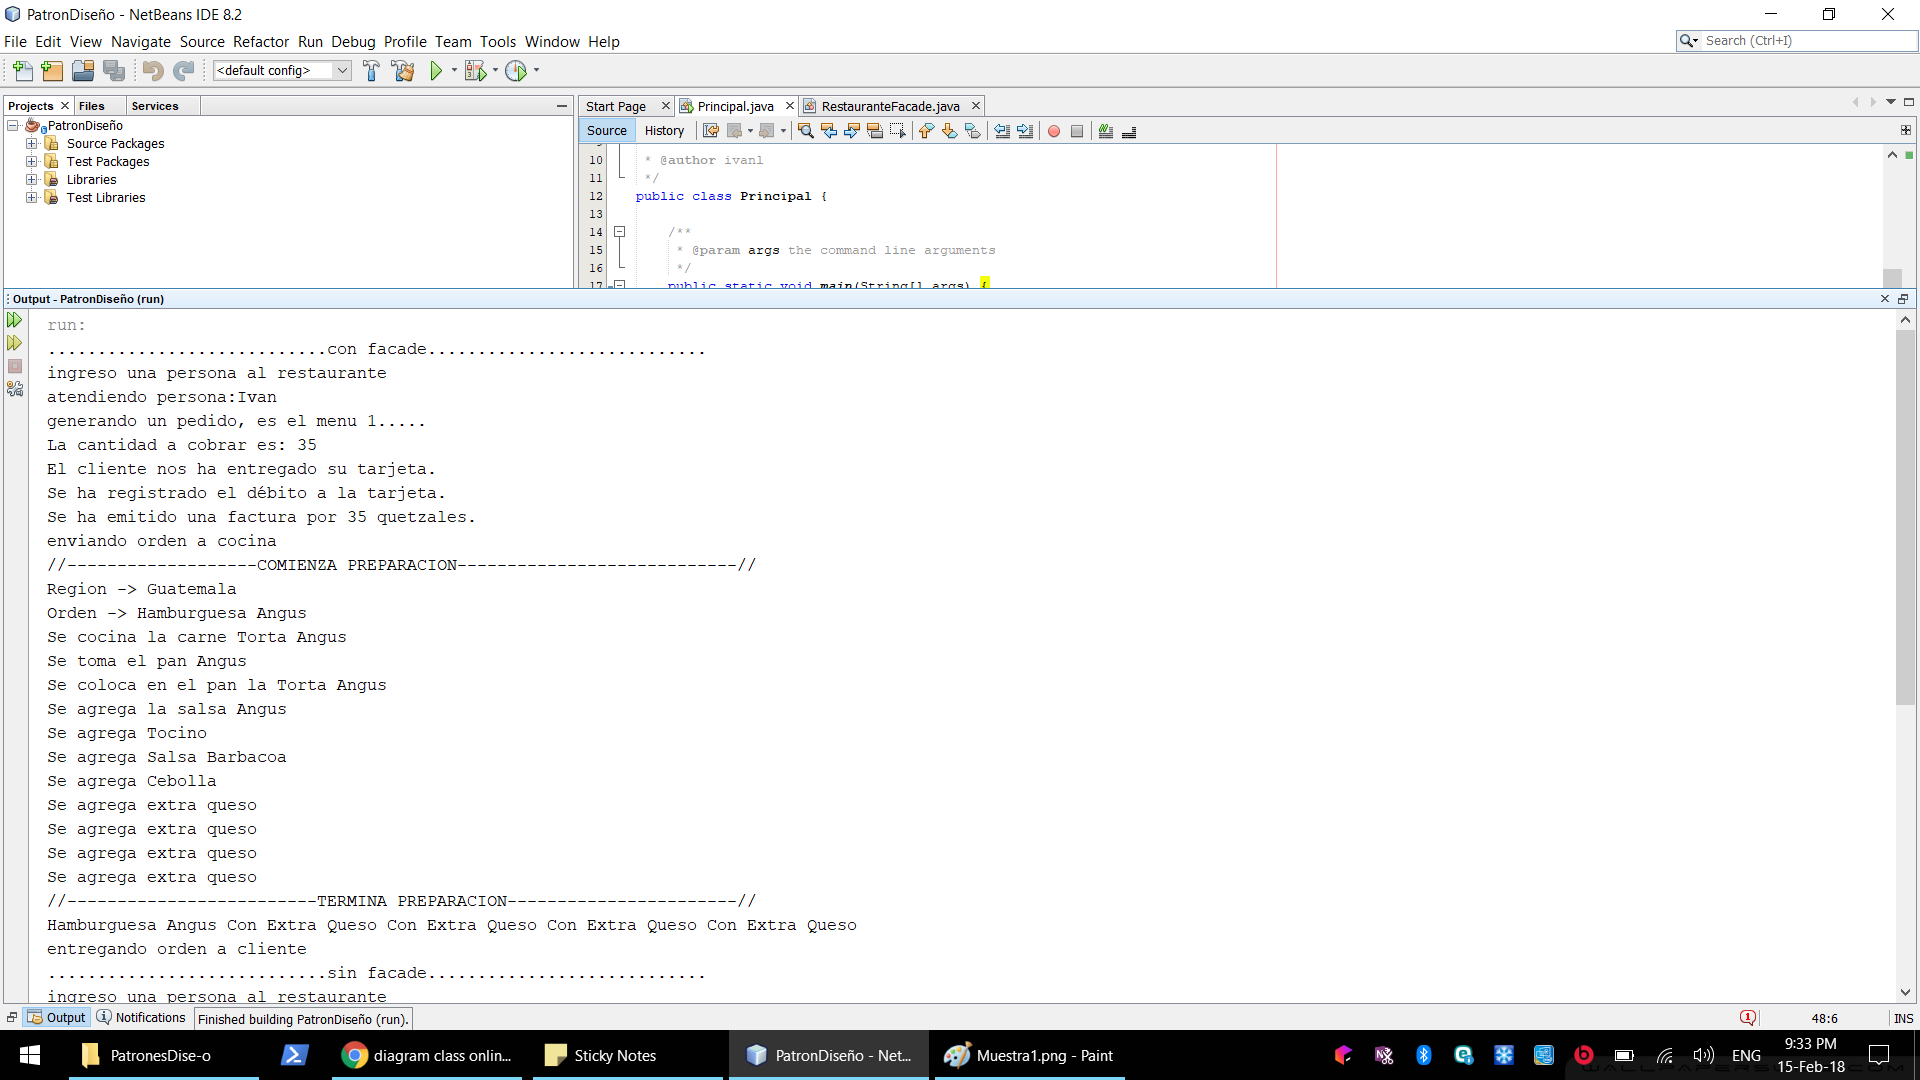 PatronDiseño - NetBeans IDE 8.2
File Edit View Navigate Source Refactor Run Debug Profile Team Tools Window Help
Search (Ctrl+I)
<default config>
Projects Files Services
Start Page Principal.java RestauranteFacade.java
Source History
PatronDiseño
Source Packages
Test Packages
Libraries
Test Libraries
10 * @author ivanl
11 */
12 public class Principal {
13
14 /**
15 * @param args the command line arguments
16 */
17 public static void main(String[] args) {
Output - PatronDiseño (run)
run:
............................con facade............................
ingreso una persona al restaurante
atendiendo persona:Ivan
generando un pedido, es el menu 1.....
La cantidad a cobrar es: 35
El cliente nos ha entregado su tarjeta.
Se ha registrado el débito a la tarjeta.
Se ha emitido una factura por 35 quetzales.
enviando orden a cocina
//-------------------COMIENZA PREPARACION----------------------------//
Region -> Guatemala
Orden -> Hamburguesa Angus
Se cocina la carne Torta Angus
Se toma el pan Angus
Se coloca en el pan la Torta Angus
Se agrega la salsa Angus
Se agrega Tocino
Se agrega Salsa Barbacoa
Se agrega Cebolla
Se agrega extra queso
Se agrega extra queso
Se agrega extra queso
Se agrega extra queso
//-------------------------TERMINA PREPARACION-----------------------//
Hamburguesa Angus Con Extra Queso Con Extra Queso Con Extra Queso Con Extra Queso
entregando orden a cliente
............................sin facade............................
ingreso una persona al restaurante
Output Notifications Finished building PatronDiseño (run).
48:6 INS
PatronesDise-o
diagram class onlin...
Sticky Notes
PatronDiseño - Net...
Muestra1.png - Paint
ENG
9:33 PM
15-Feb-18